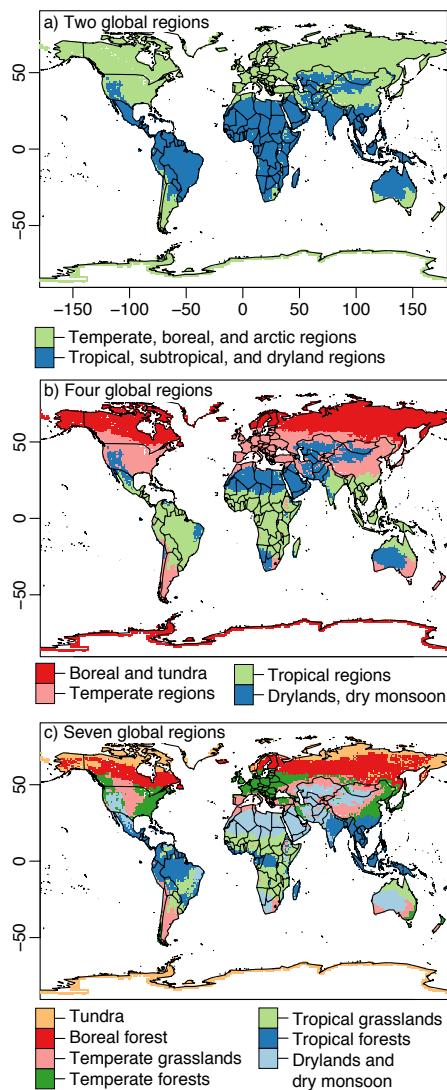 a) Two global regions
50
0
−50
−150 −100 −50 0 50 100 150
Temperate, boreal, and arctic regions
Tropical, subtropical, and dryland regions
b) Four global regions
50
0
−50
Boreal and tundra
Temperate regions
Tropical regions
Drylands, dry monsoon
c) Seven global regions
50
0
−50
Tundra
Boreal forest
Temperate grasslands
Temperate forests
Tropical grasslands
Tropical forests
Drylands and
dry monsoon